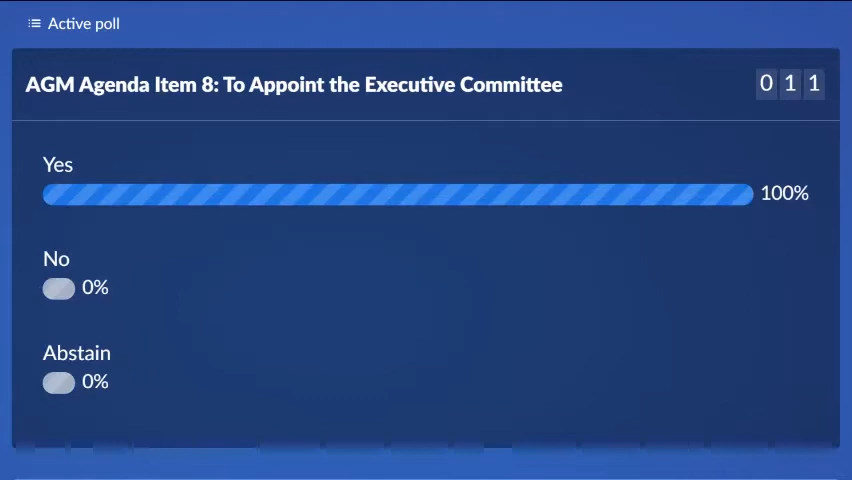 Active poll
AGM Agenda Item 8: To Appoint the Executive Committee
0 1 1
Yes
100%
No
0%
Abstain
0%